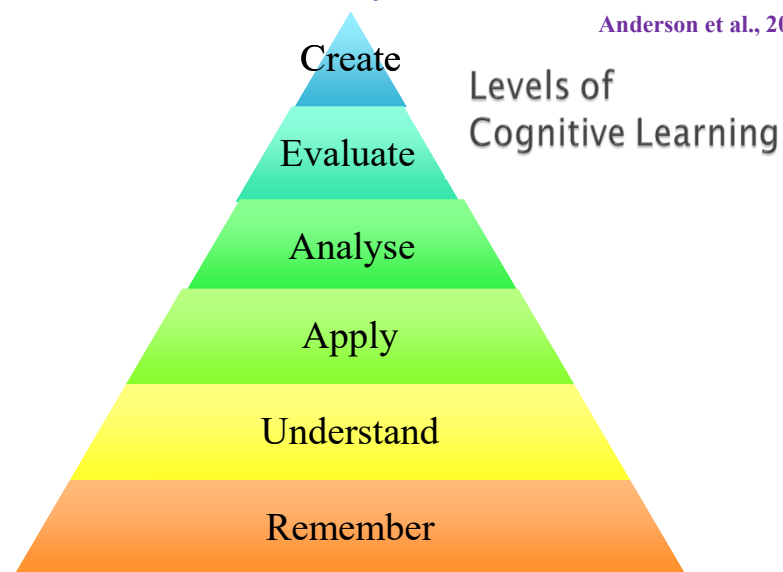 Anderson et al., 20
Create
Levels of
Cognitive Learning
Evaluate
Analyse
Apply
Understand
Remember